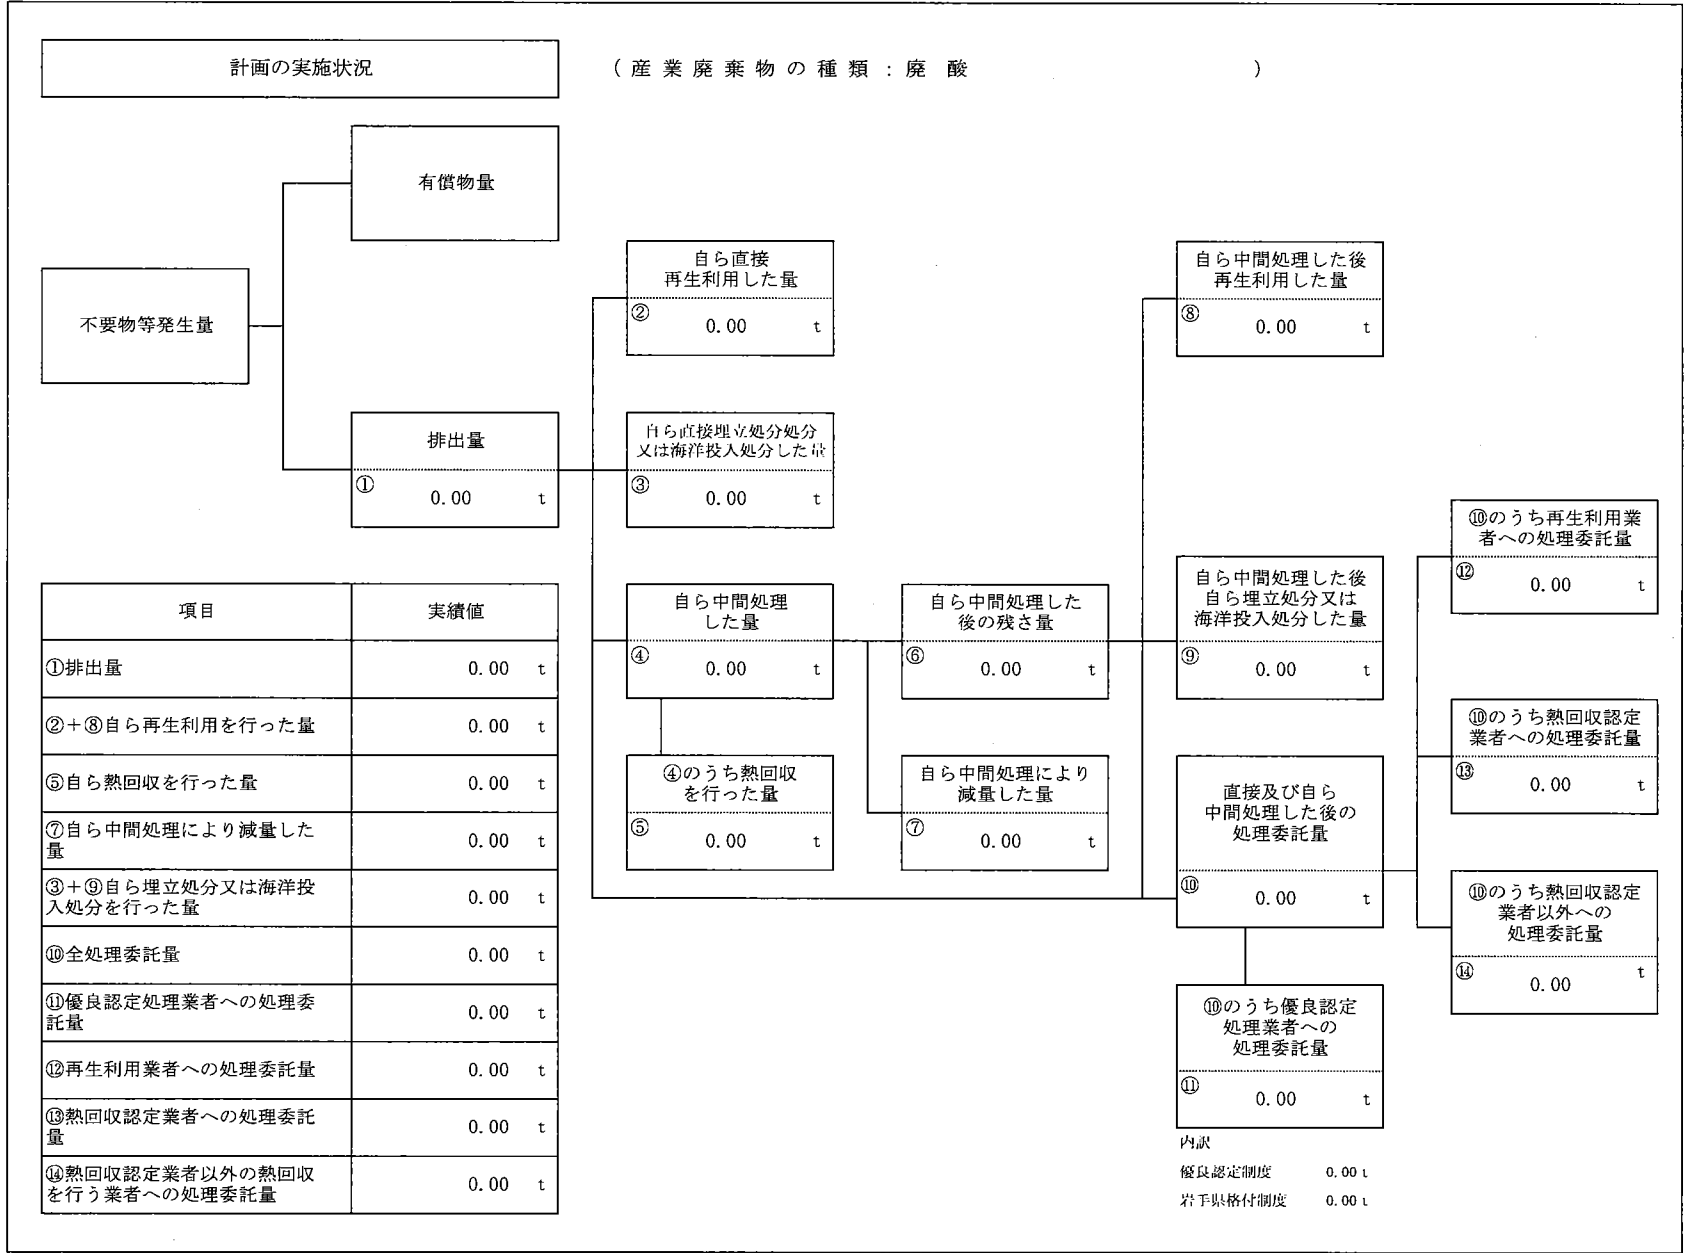 計画の実施状況
（産業廃棄物の種類：廃 酸　　　　　　　）
有償物量
不要物等発生量
排出量
①
0.00 t
自ら直接
再生利用した量
②
0.00 t
自ら直接埋立処分処分
又は海洋投入処分した量
③
0.00 t
自ら中間処理
した量
④
0.00 t
④のうち熱回収
を行った量
⑤
0.00 t
自ら中間処理した
後の残さ量
⑥
0.00 t
自ら中間処理により
減量した量
⑦
0.00 t
自ら中間処理した後
再生利用した量
⑧
0.00 t
自ら中間処理した後
自ら埋立処分又は
海洋投入処分した量
⑨
0.00 t
直接及び自ら
中間処理した後の
処理委託量
⑩
0.00 t
⑩のうち優良認定
処理業者への
処理委託量
⑪
0.00 t
内訳
優良認定制度 0.00 t
岩手県格付制度 0.00 t
⑩のうち再生利用業
者への処理委託量
⑫
0.00 t
⑩のうち熱回収認定
業者への処理委託量
⑬
0.00 t
⑩のうち熱回収認定
業者以外への
処理委託量
⑭
0.00 t
項目 実績値
①排出量 0.00 t
②＋⑧自ら再生利用を行った量 0.00 t
⑤自ら熱回収を行った量 0.00 t
⑦自ら中間処理により減量した
量 0.00 t
③＋⑨自ら埋立処分又は海洋投
入処分を行った量 0.00 t
⑩全処理委託量 0.00 t
⑪優良認定処理業者への処理委
託量 0.00 t
⑫再生利用業者への処理委託量 0.00 t
⑬熱回収認定業者への処理委託
量 0.00 t
⑭熱回収認定業者以外の熱回収
を行う業者への処理委託量 0.00 t